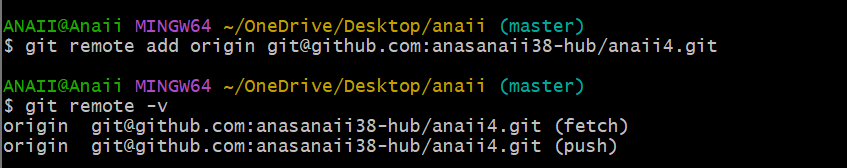 ANAII@Anaii MINGW64 ~/OneDrive/Desktop/anaii (master)
$ git remote add origin git@github.com:anasanaii38-hub/anaii4.git
ANAII@Anaii MINGW64 ~/OneDrive/Desktop/anaii (master)
$ git remote -v
origin  git@github.com:anasanaii38-hub/anaii4.git (fetch)
origin  git@github.com:anasanaii38-hub/anaii4.git (push)